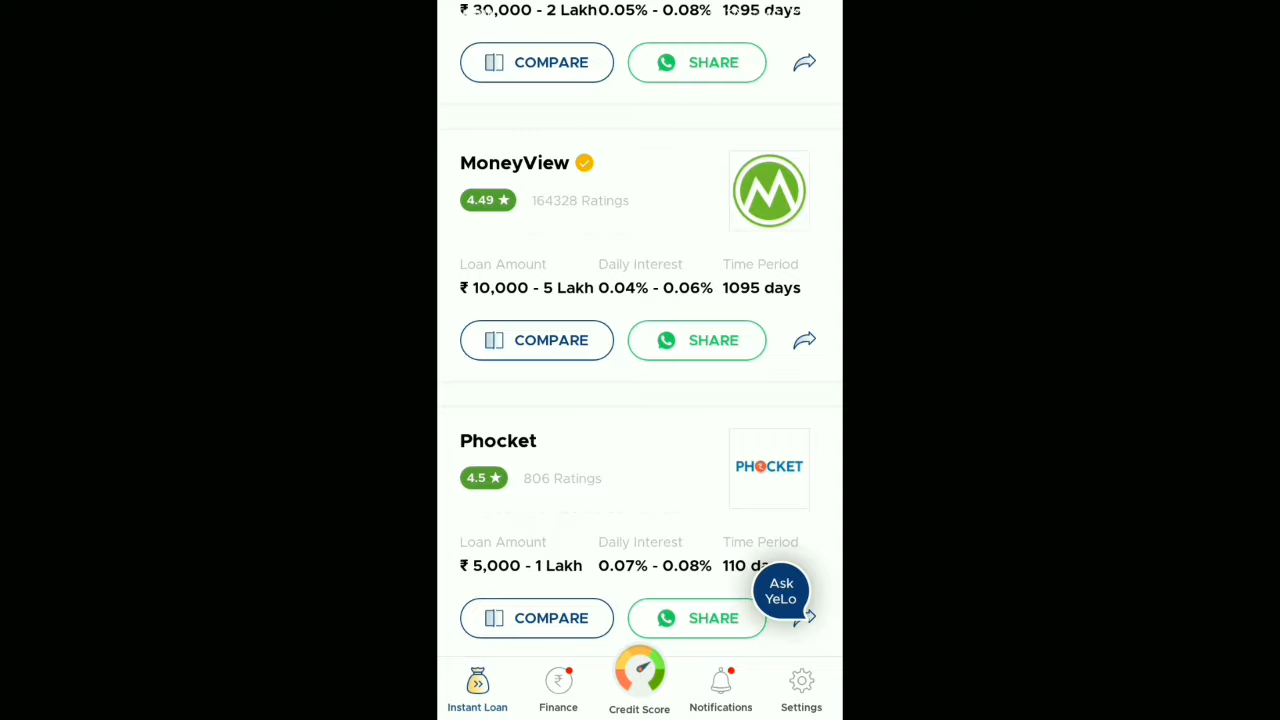 ₹ 30,000 - 2 Lakh 0.05% - 0.08% 1095 days
COMPARE SHARE
MoneyView
4.49 ★ 164328 Ratings
Loan Amount Daily Interest Time Period
₹ 10,000 - 5 Lakh 0.04% - 0.06% 1095 days
COMPARE SHARE
Phocket
4.5 ★ 806 Ratings
PHOCKET
Loan Amount Daily Interest Time Period
₹ 5,000 - 1 Lakh 0.07% - 0.08% 110
Ask
YeLo
COMPARE SHARE
Instant Loan Finance Credit Score Notifications Settings